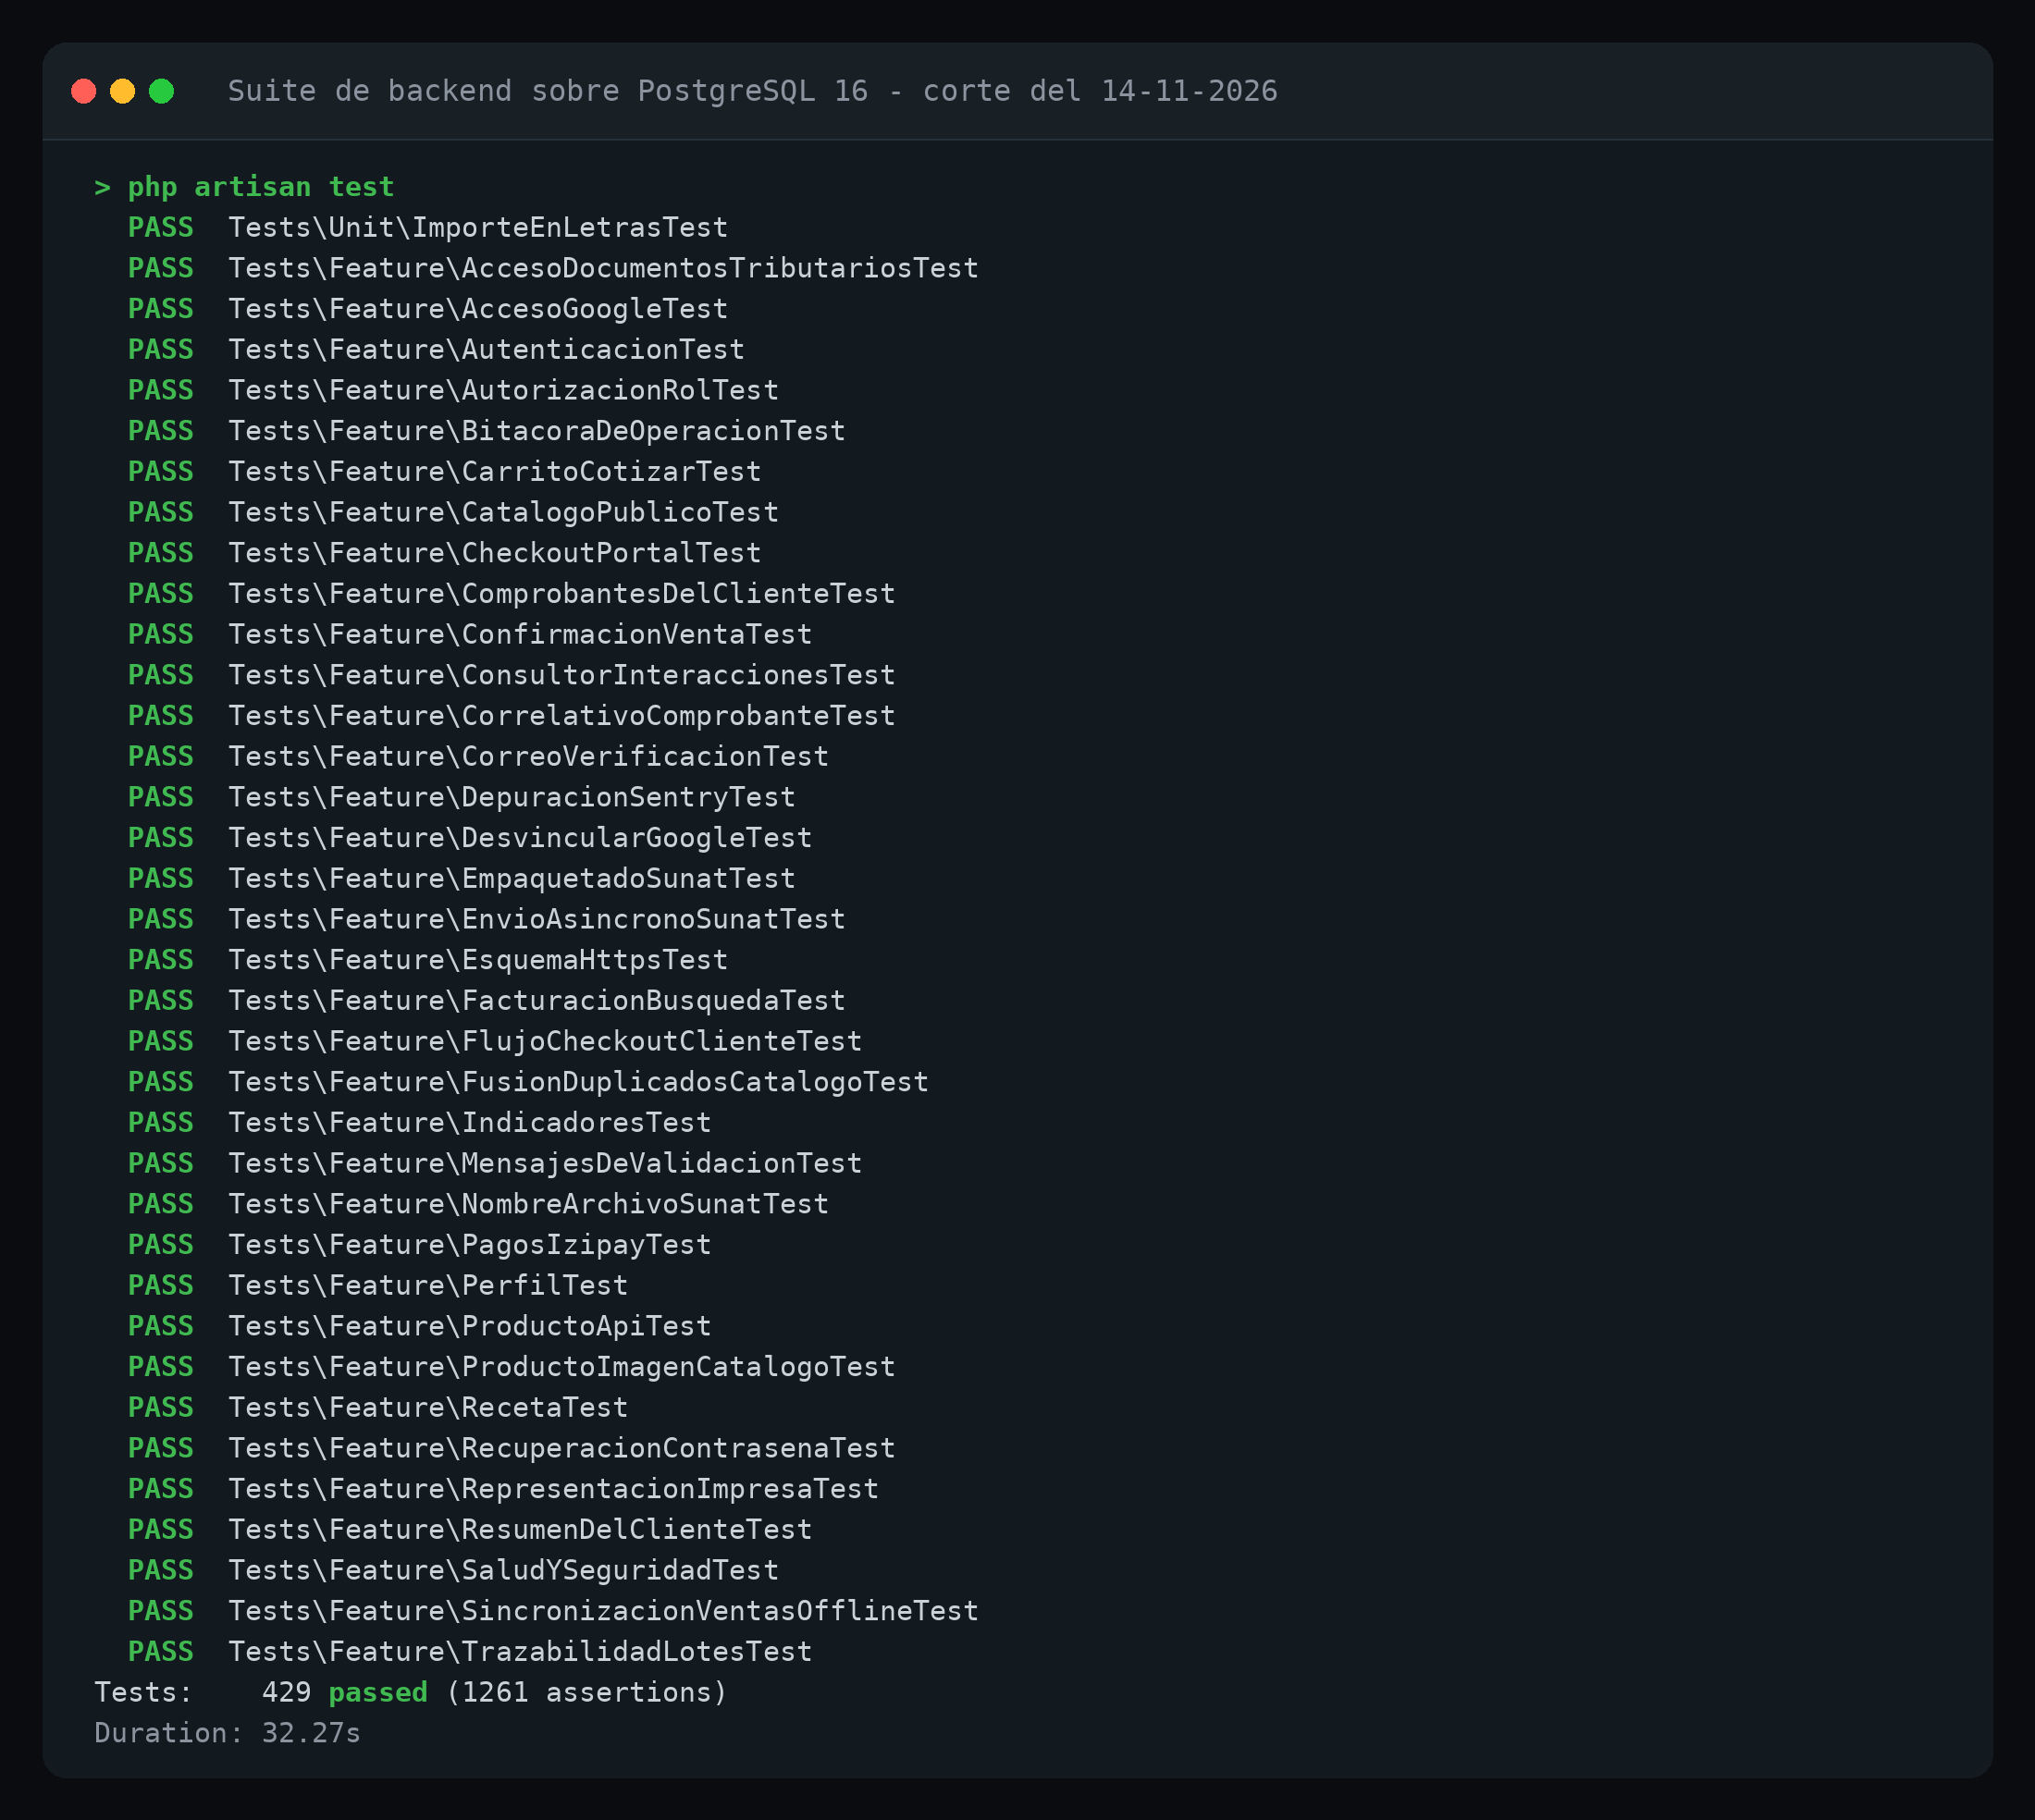 Suite de backend sobre PostgreSQL 16 - corte del 14-11-2026
> php artisan test
PASS  Tests\Unit\ImporteEnLetrasTest
PASS  Tests\Feature\AccesoDocumentosTributariosTest
PASS  Tests\Feature\AccesoGoogleTest
PASS  Tests\Feature\AutenticacionTest
PASS  Tests\Feature\AutorizacionRolTest
PASS  Tests\Feature\BitacoraDeOperacionTest
PASS  Tests\Feature\CarritoCotizarTest
PASS  Tests\Feature\CatalogoPublicoTest
PASS  Tests\Feature\CheckoutPortalTest
PASS  Tests\Feature\ComprobantesDelClienteTest
PASS  Tests\Feature\ConfirmacionVentaTest
PASS  Tests\Feature\ConsultorInteraccionesTest
PASS  Tests\Feature\CorrelativoComprobanteTest
PASS  Tests\Feature\CorreoVerificacionTest
PASS  Tests\Feature\DepuracionSentryTest
PASS  Tests\Feature\DesvincularGoogleTest
PASS  Tests\Feature\EmpaquetadoSunatTest
PASS  Tests\Feature\EnvioAsincronoSunatTest
PASS  Tests\Feature\EsquemaHttpsTest
PASS  Tests\Feature\FacturacionBusquedaTest
PASS  Tests\Feature\FlujoCheckoutClienteTest
PASS  Tests\Feature\FusionDuplicadosCatalogoTest
PASS  Tests\Feature\IndicadoresTest
PASS  Tests\Feature\MensajesDeValidacionTest
PASS  Tests\Feature\NombreArchivoSunatTest
PASS  Tests\Feature\PagosIzipayTest
PASS  Tests\Feature\PerfilTest
PASS  Tests\Feature\ProductoApiTest
PASS  Tests\Feature\ProductoImagenCatalogoTest
PASS  Tests\Feature\RecetaTest
PASS  Tests\Feature\RecuperacionContrasenaTest
PASS  Tests\Feature\RepresentacionImpresaTest
PASS  Tests\Feature\ResumenDelClienteTest
PASS  Tests\Feature\SaludYSeguridadTest
PASS  Tests\Feature\SincronizacionVentasOfflineTest
PASS  Tests\Feature\TrazabilidadLotesTest
Tests:    429 passed (1261 assertions)
Duration: 32.27s